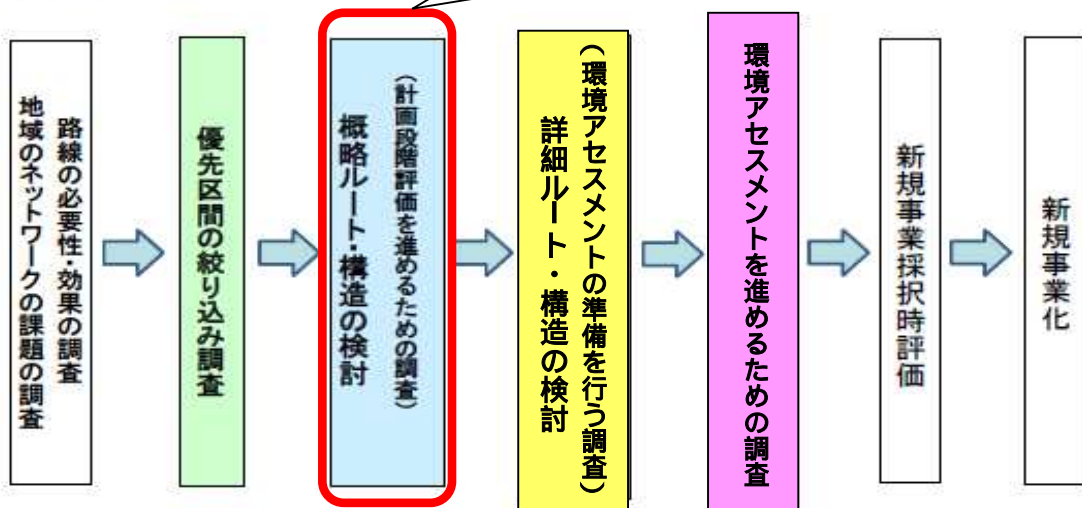 路線の必要性・効果の調査
地域のネットワークの課題の調査
優先区間の絞り込み調査
(計画段階評価を進めるための調査)
概略ルート・構造の検討
(環境アセスメントの準備を行う調査)
詳細ルート・構造の検討
環境アセスメントを進めるための調査
新規事業採択時評価
新規事業化